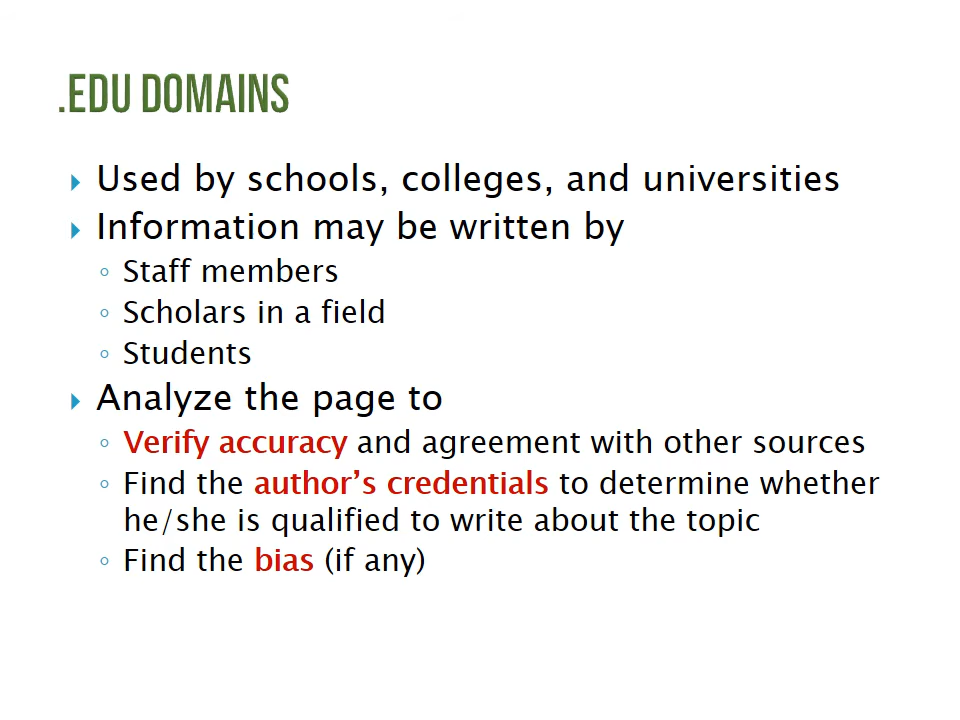 .EDU DOMAINS
Used by schools, colleges, and universities
Information may be written by
Staff members
Scholars in a field
Students
Analyze the page to
Verify accuracy and agreement with other sources
Find the author’s credentials to determine whether
he/she is qualified to write about the topic
Find the bias (if any)